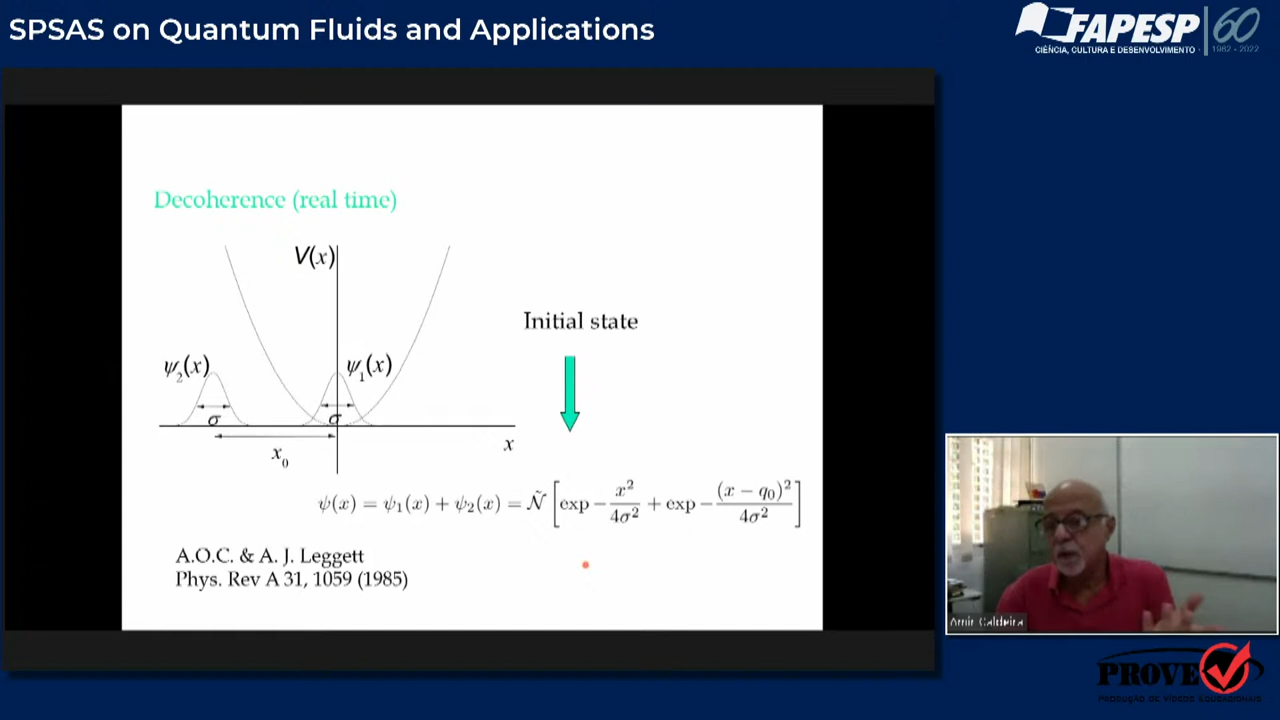 SPSAS on Quantum Fluids and Applications
FAPESP 60
CIÊNCIA, CULTURA E DESENVOLVIMENTO 1962 - 2022
Decoherence (real time)
V(x)
Initial state
ψ₂(x)
ψ₁(x)
σ
σ
x₀
x
ψ(x) = ψ₁(x) + ψ₂(x) = Ñ [exp − x²/4σ² + exp − (x − q₀)²/4σ²]
A.O.C. & A. J. Leggett
Phys. Rev A 31, 1059 (1985)
Amir Caldeira
PROVE
PRODUÇÃO DE VÍDEOS EDUCACIONAIS